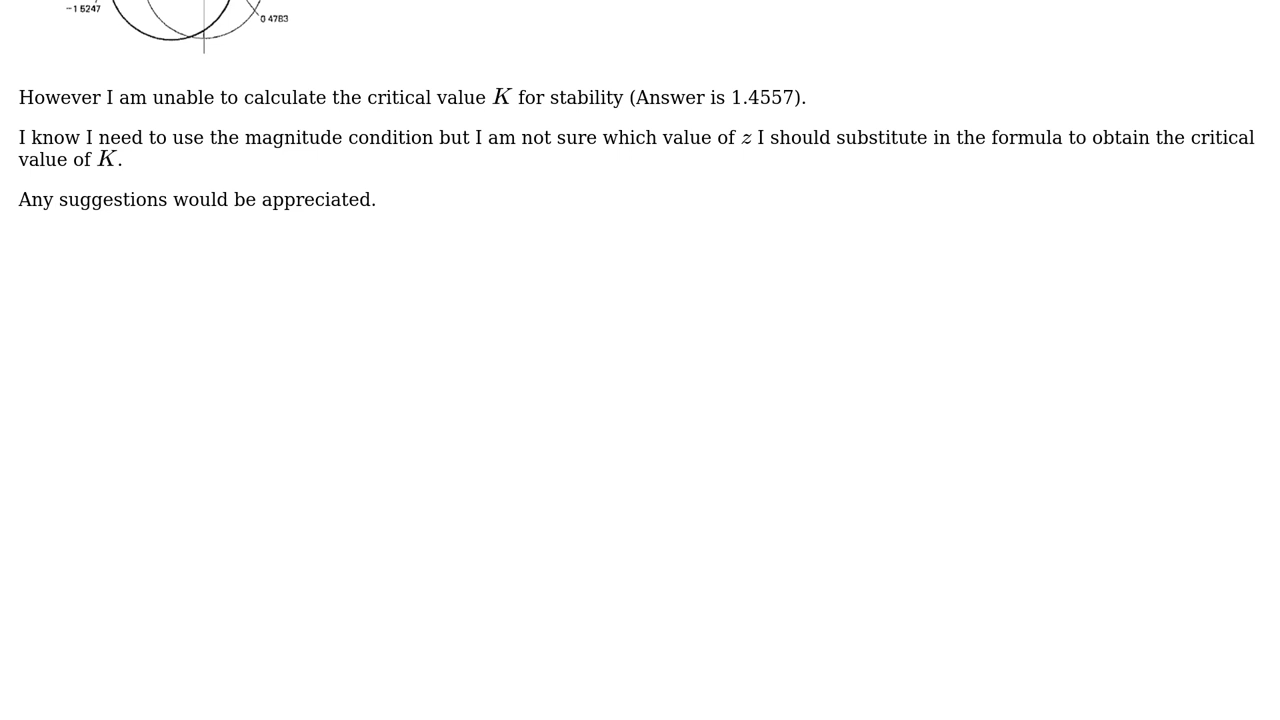 -1 5247
0 4783
However I am unable to calculate the critical value K for stability (Answer is 1.4557).
I know I need to use the magnitude condition but I am not sure which value of z I should substitute in the formula to obtain the critical
value of K.
Any suggestions would be appreciated.